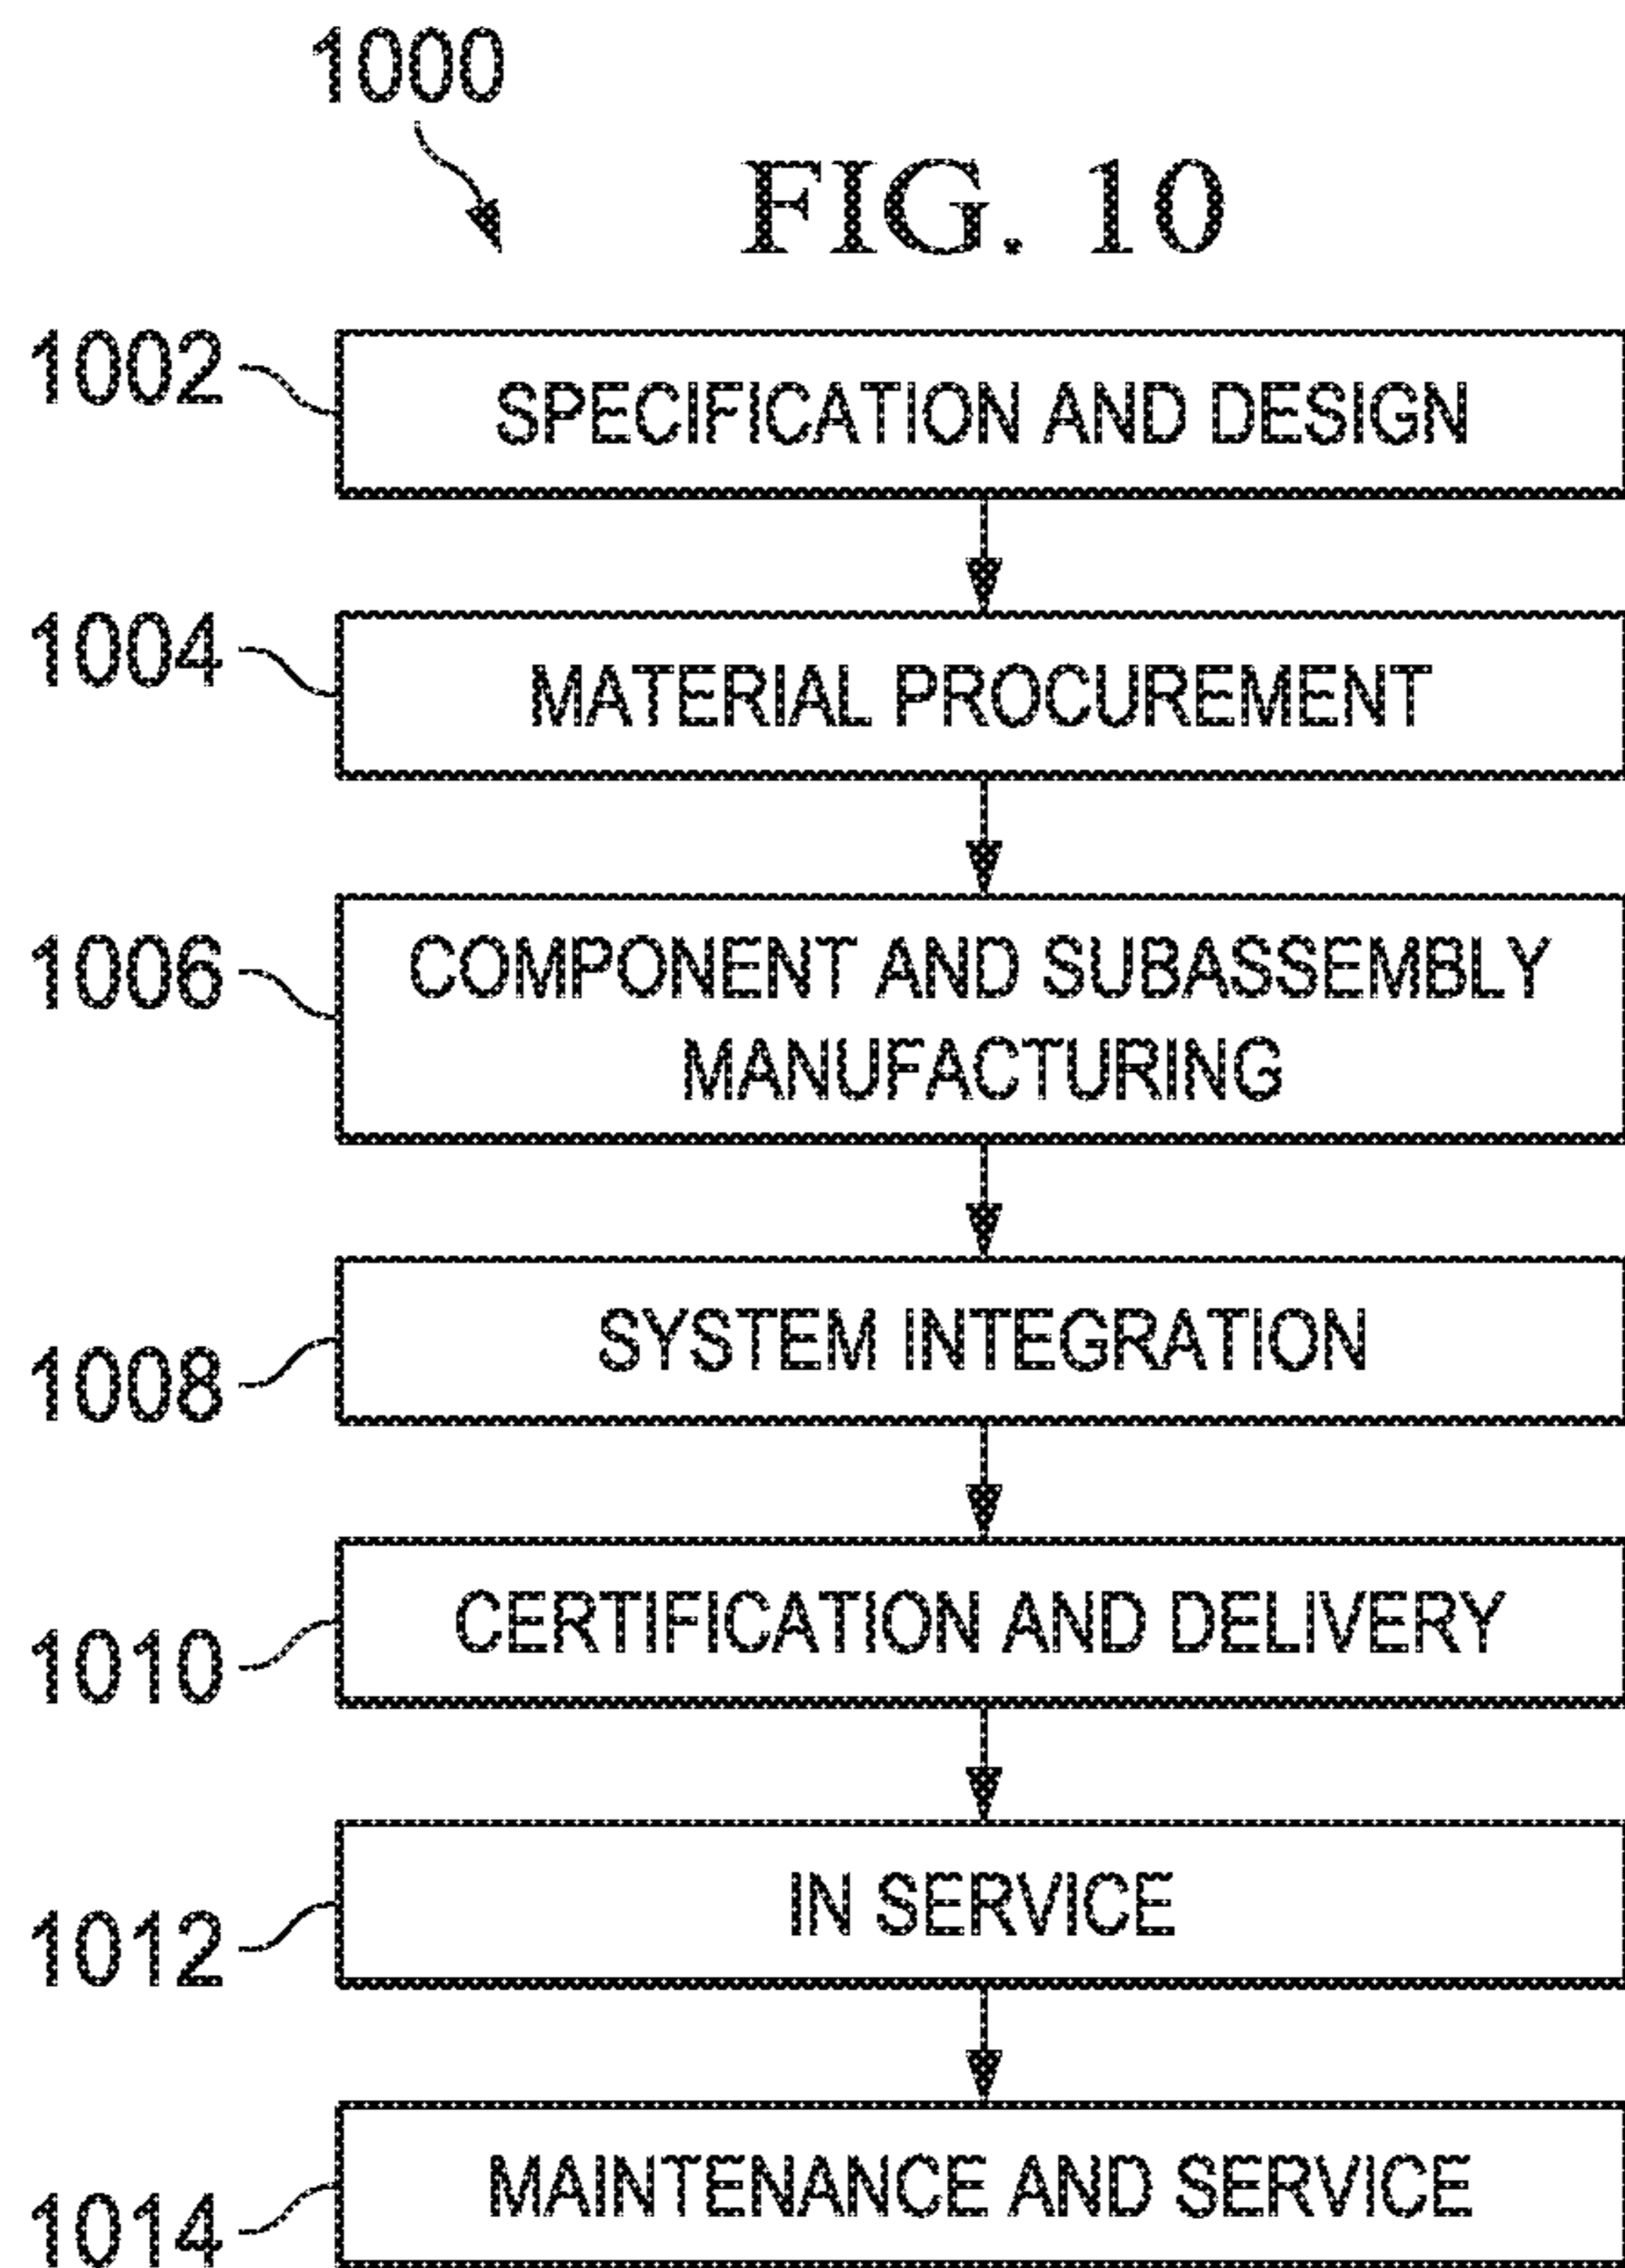 1000
FIG. 10
1002
SPECIFICATION AND DESIGN
1004
MATERIAL PROCUREMENT
1006
COMPONENT AND SUBASSEMBLY
MANUFACTURING
1008
SYSTEM INTEGRATION
1010
CERTIFICATION AND DELIVERY
1012
IN SERVICE
1014
MAINTENANCE AND SERVICE